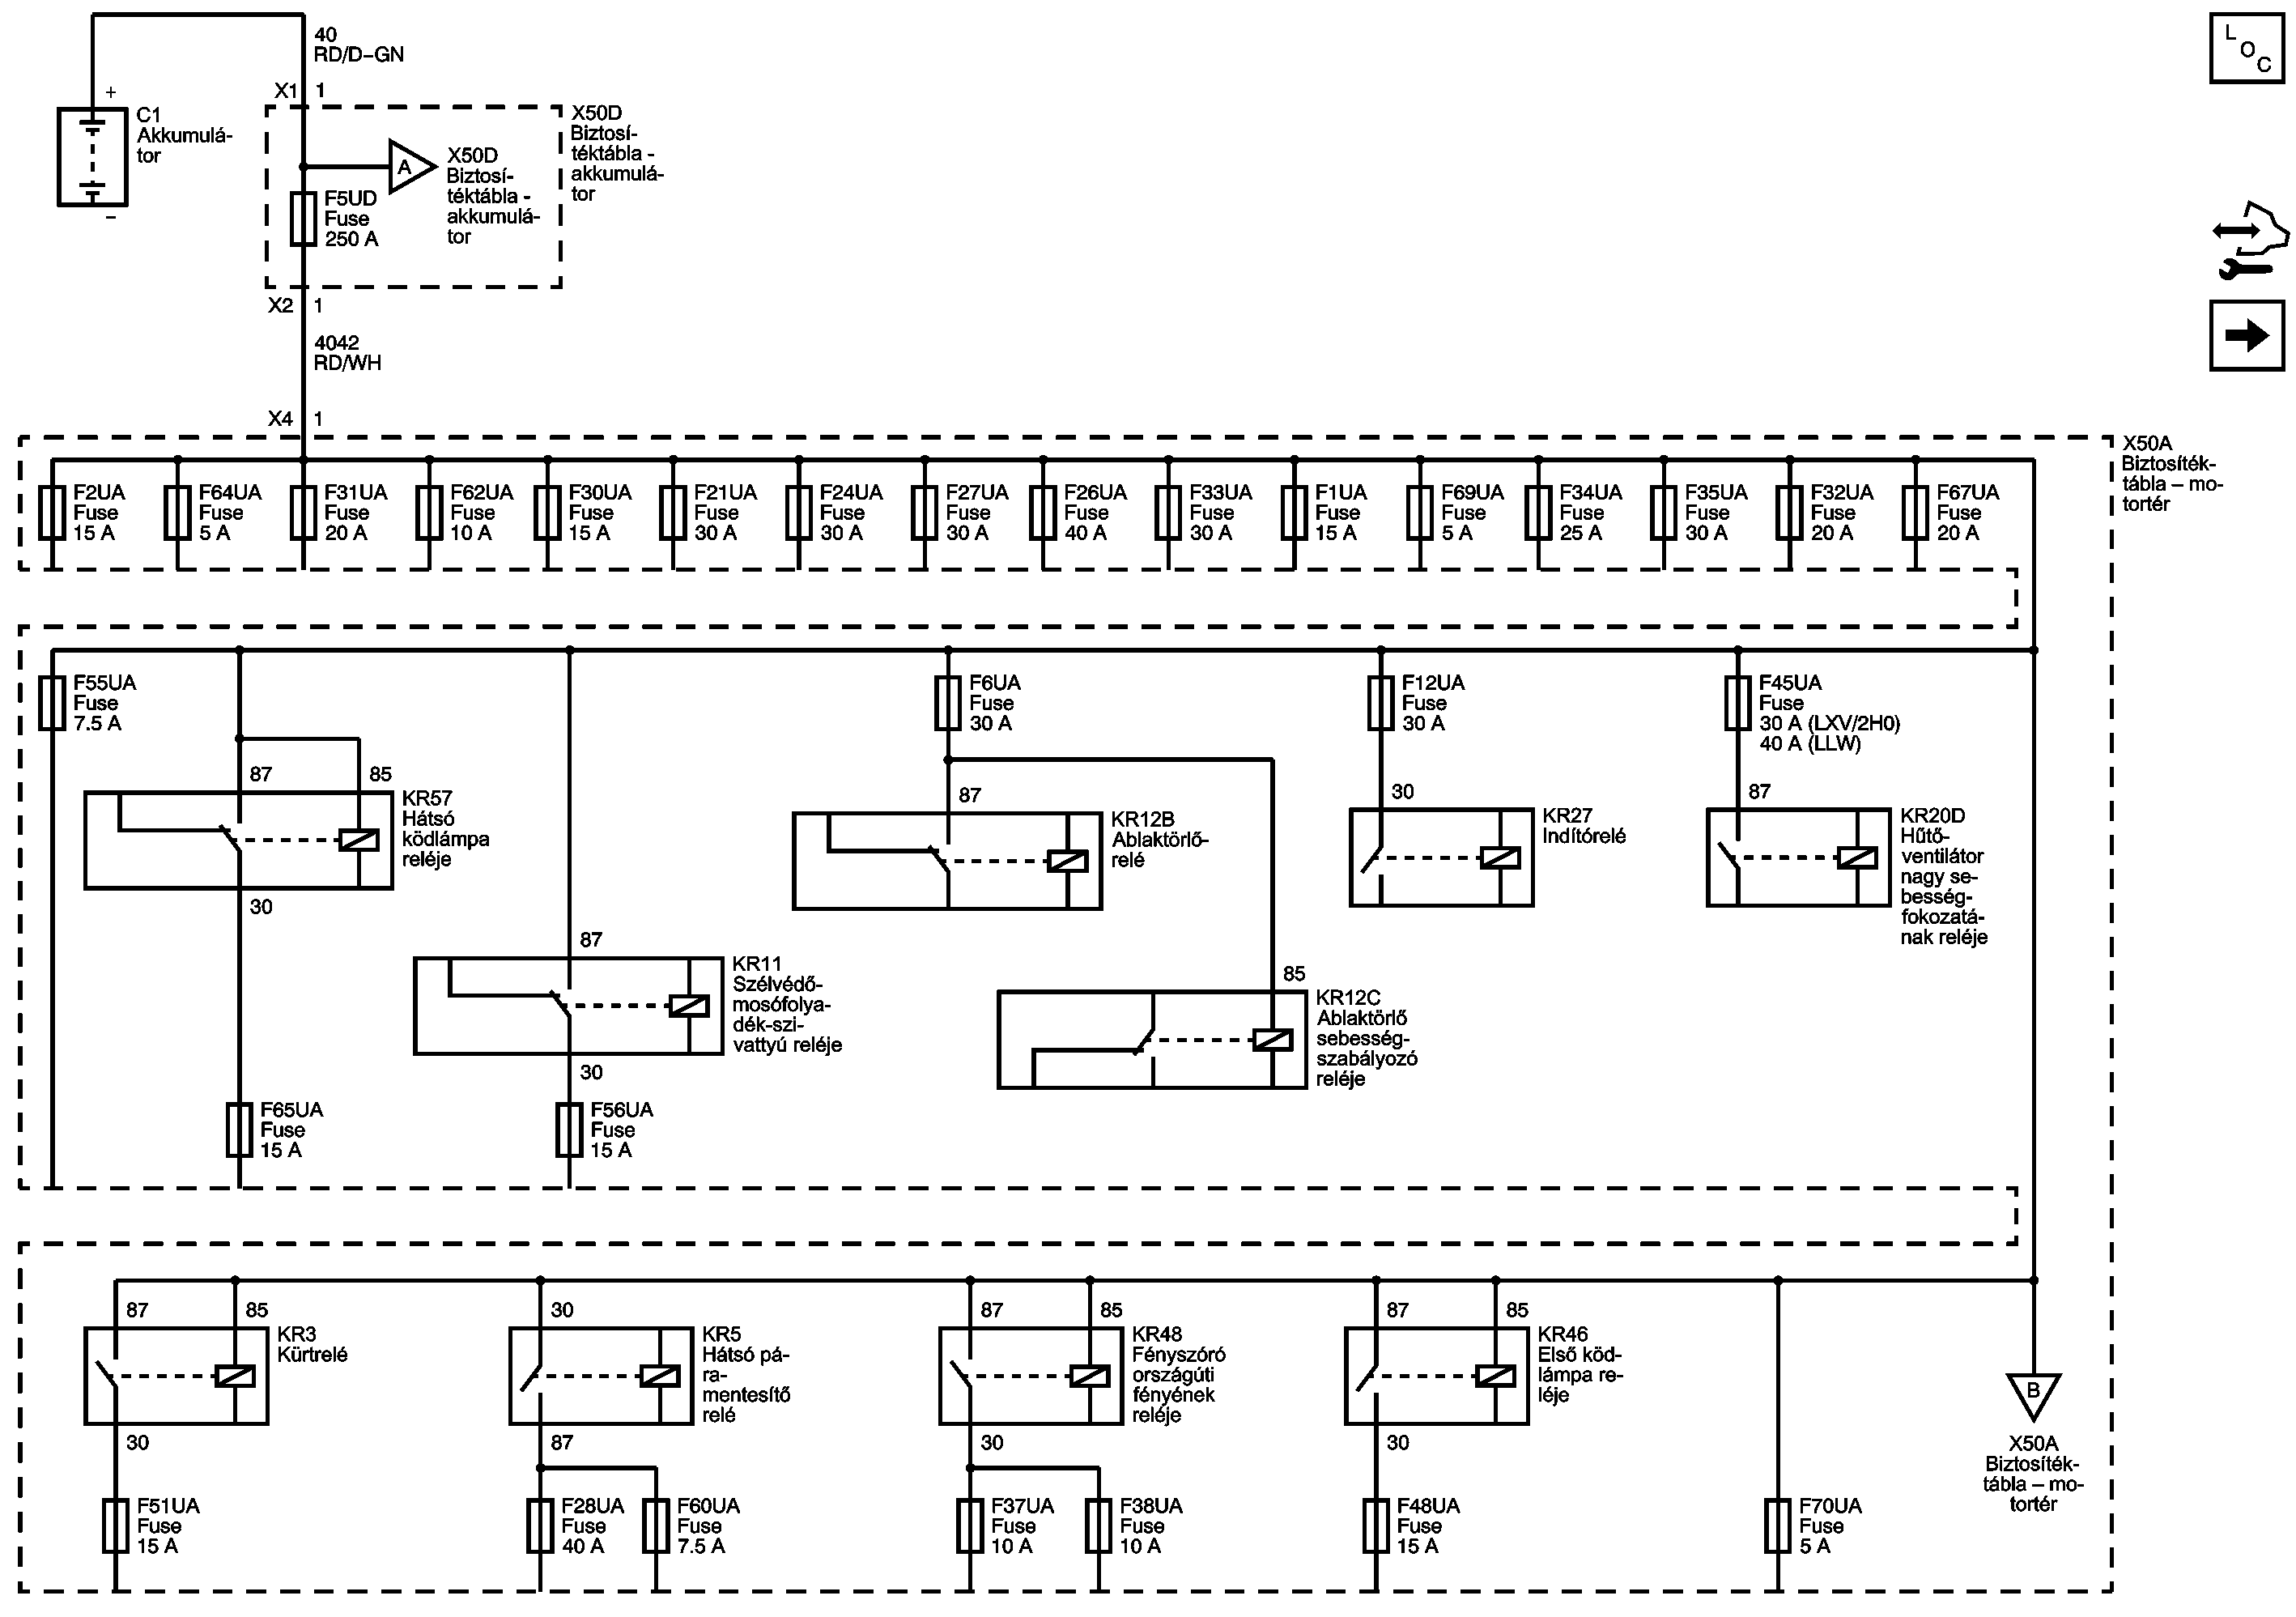 40
RD/D–GN
X1 1
+
C1
Akkumulá-
tor
–
X50D
Biztosí-
téktábla -
akkumulá-
tor
A
X50D
Biztosí-
téktábla -
akkumulá-
tor
F5UD
Fuse
250 A
X2 1
4042
RD/WH
X4 1
L
O
C
X50A
Biztosíték-
tábla – mo-
tortér
F2UA
Fuse
15 A
F64UA
Fuse
5 A
F31UA
Fuse
20 A
F62UA
Fuse
10 A
F30UA
Fuse
15 A
F21UA
Fuse
30 A
F24UA
Fuse
30 A
F27UA
Fuse
30 A
F26UA
Fuse
40 A
F33UA
Fuse
30 A
F1UA
Fuse
15 A
F69UA
Fuse
5 A
F34UA
Fuse
25 A
F35UA
Fuse
30 A
F32UA
Fuse
20 A
F67UA
Fuse
20 A
F55UA
Fuse
7.5 A
87 85
KR57
Hátsó
ködlámpa
reléje
30
F65UA
Fuse
15 A
87
KR11
Szélvédő-
mosófolya-
dék-szi-
vattyú reléje
30
F56UA
Fuse
15 A
F6UA
Fuse
30 A
87
KR12B
Ablaktörlő-
relé
85
KR12C
Ablaktörlő
sebesség-
szabályozó
reléje
F12UA
Fuse
30 A
30
KR27
Indítórelé
F45UA
Fuse
30 A (LXV/2H0)
40 A (LLW)
87
KR20D
Hűtő-
ventilátor
nagy se-
besség-
fokozatá-
nak reléje
87 85
KR3
Kürtrelé
30
F51UA
Fuse
15 A
30
KR5
Hátsó pá-
ra-
mentesítő
relé
87
F28UA
Fuse
40 A
F60UA
Fuse
7.5 A
87 85
KR48
Fényszóró
országúti
fényének
reléje
30
F37UA
Fuse
10 A
F38UA
Fuse
10 A
87 85
KR46
Első köd-
lámpa re-
léje
30
F48UA
Fuse
15 A
F70UA
Fuse
5 A
B
X50A
Biztosíték-
tábla – mo-
tortér